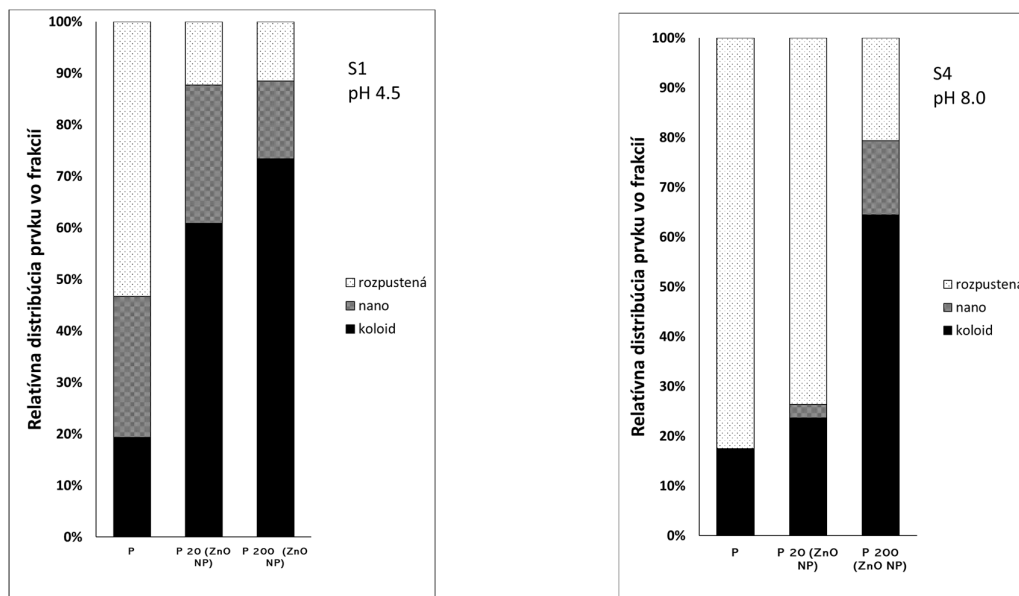 Relatívna distribúcia prvku vo frakcií
100%
90%
80%
70%
60%
50%
40%
30%
20%
10%
0%
S1
pH 4.5
rozpustená
nano
koloid
P
P 20 (ZnO
NP)
P 200 (ZnO
NP)
Relatívna distribúcia prvku vo frakcií
100%
90%
80%
70%
60%
50%
40%
30%
20%
10%
0%
S4
pH 8.0
rozpustená
nano
koloid
P
P 20 (ZnO
NP)
P 200
(ZnO NP)